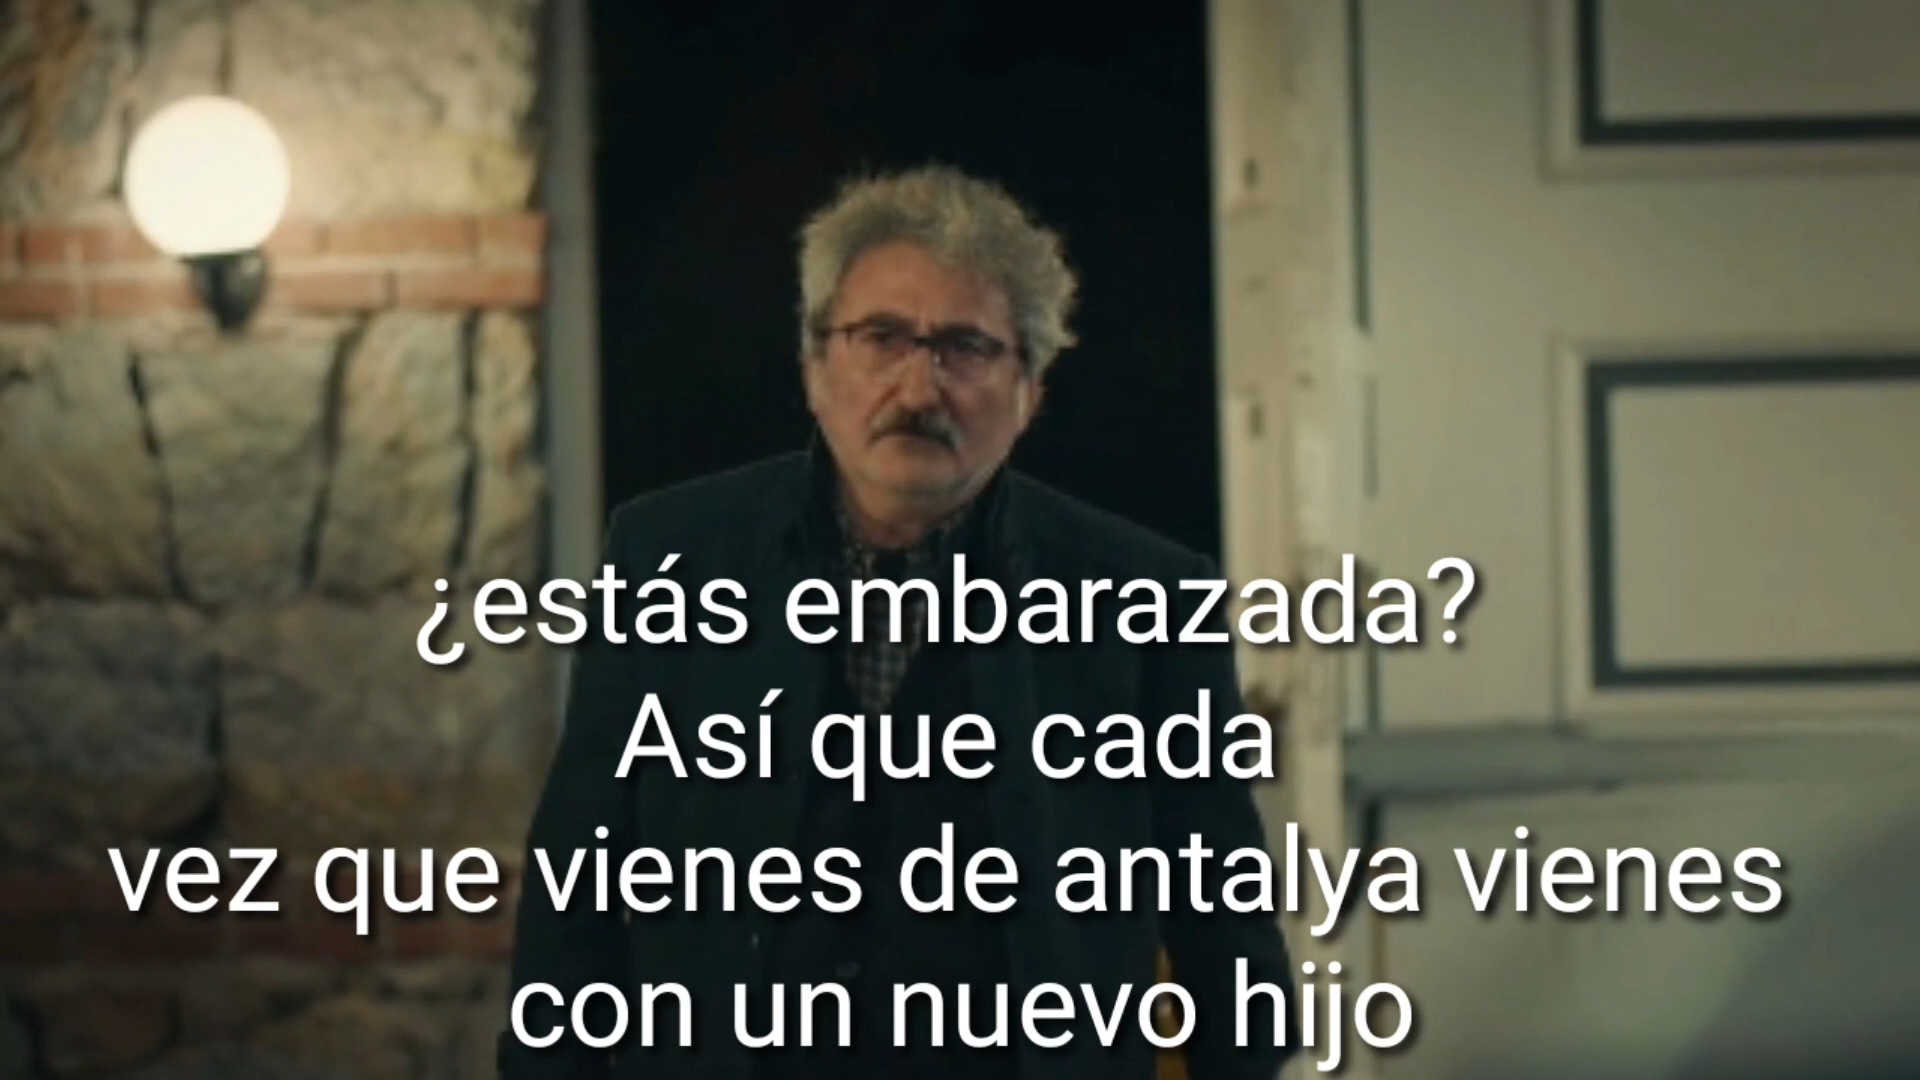 ¿estás embarazada?
Así que cada
vez que vienes de antalya vienes
con un nuevo hijo